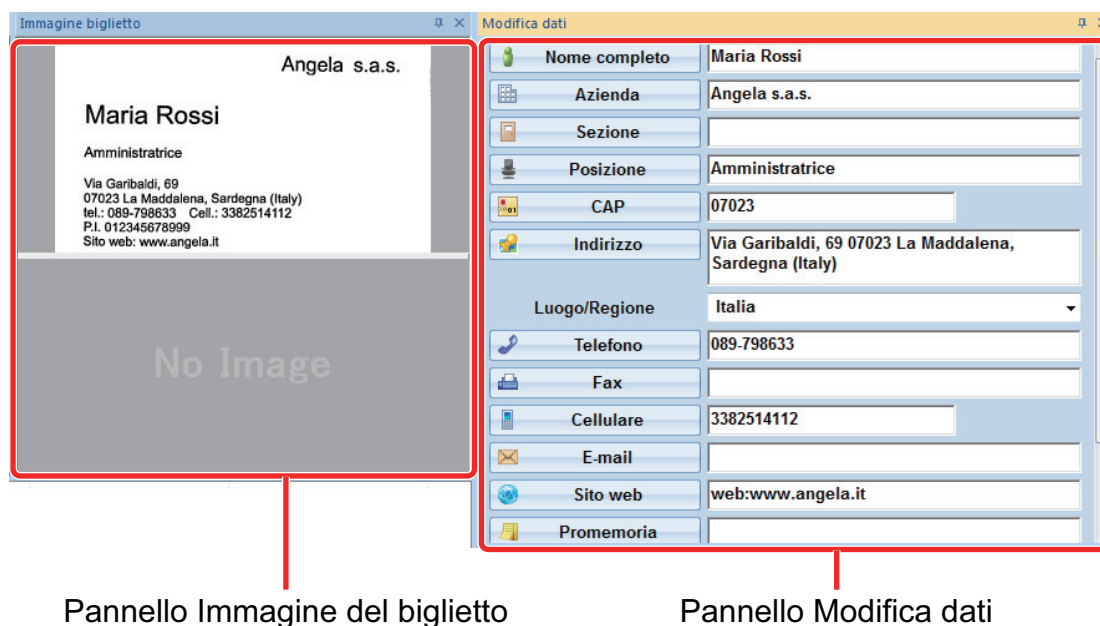 Immagine biglietto
Angela s.a.s.
Maria Rossi
Amministratrice
Via Garibaldi, 69
07023 La Maddalena, Sardegna (Italy)
tel.: 089-798633 Cell.: 3382514112
P.I. 012345678999
Sito web: www.angela.it
No Image
Modifica dati
Nome completo Maria Rossi
Azienda Angela s.a.s.
Sezione
Posizione Amministratrice
CAP 07023
Indirizzo Via Garibaldi, 69 07023 La Maddalena,
Sardegna (Italy)
Luogo/Regione Italia
Telefono 089-798633
Fax
Cellulare 3382514112
E-mail
Sito web web:www.angela.it
Promemoria
Pannello Immagine del biglietto
Pannello Modifica dati